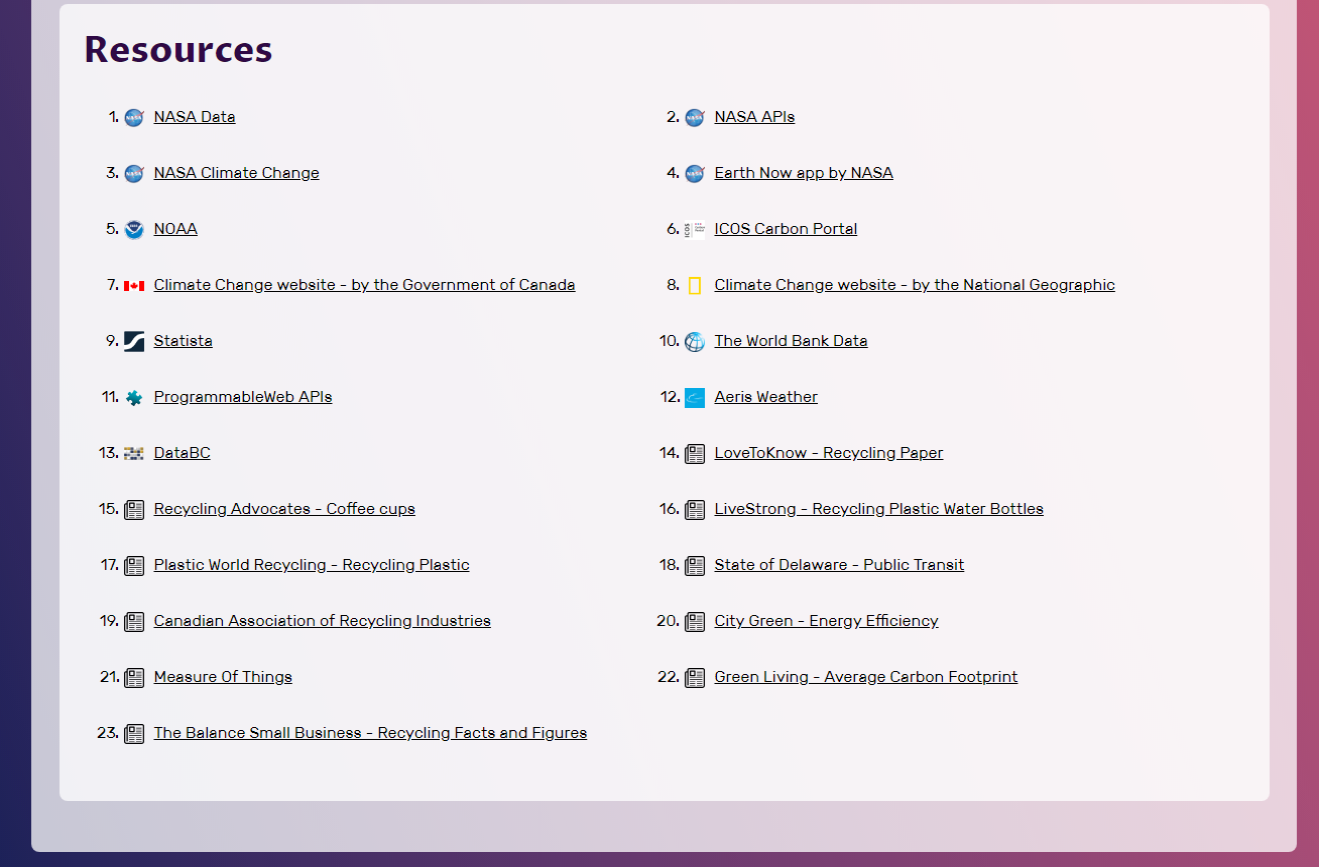 Resources
1. NASA Data
2. NASA APIs
3. NASA Climate Change
4. Earth Now app by NASA
5. NOAA
6. ICOS Carbon Portal
7. Climate Change website - by the Government of Canada
8. Climate Change website - by the National Geographic
9. Statista
10. The World Bank Data
11. ProgrammableWeb APIs
12. Aeris Weather
13. DataBC
14. LoveToKnow - Recycling Paper
15. Recycling Advocates - Coffee cups
16. LiveStrong - Recycling Plastic Water Bottles
17. Plastic World Recycling - Recycling Plastic
18. State of Delaware - Public Transit
19. Canadian Association of Recycling Industries
20. City Green - Energy Efficiency
21. Measure Of Things
22. Green Living - Average Carbon Footprint
23. The Balance Small Business - Recycling Facts and Figures